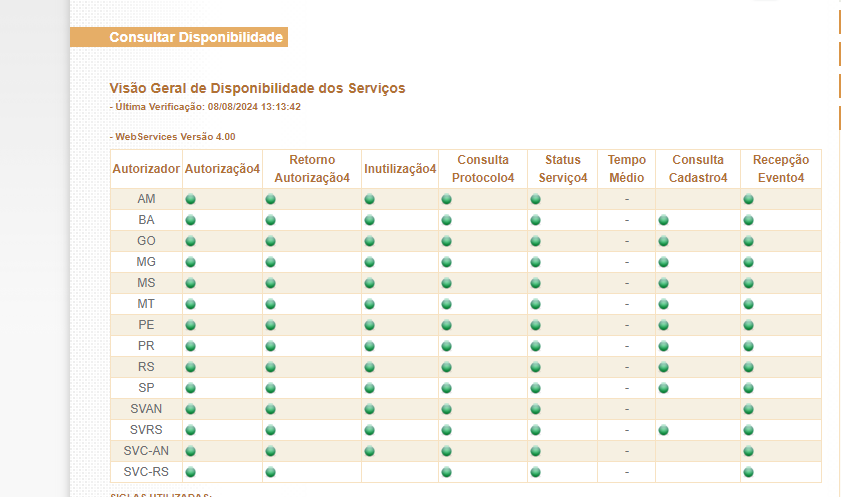 Consultar Disponibilidade
Visão Geral de Disponibilidade dos Serviços
- Última Verificação: 08/08/2024 13:13:42
- WebServices Versão 4.00
Autorizador Autorização4 Retorno Autorização4 Inutilização4 Consulta Protocolo4 Status Serviço4 Tempo Médio Consulta Cadastro4 Recepção Evento4
AM -
BA -
GO -
MG -
MS -
MT -
PE -
PR -
RS -
SP -
SVAN -
SVRS -
SVC-AN -
SVC-RS -
SIGLAS UTILIZADAS: